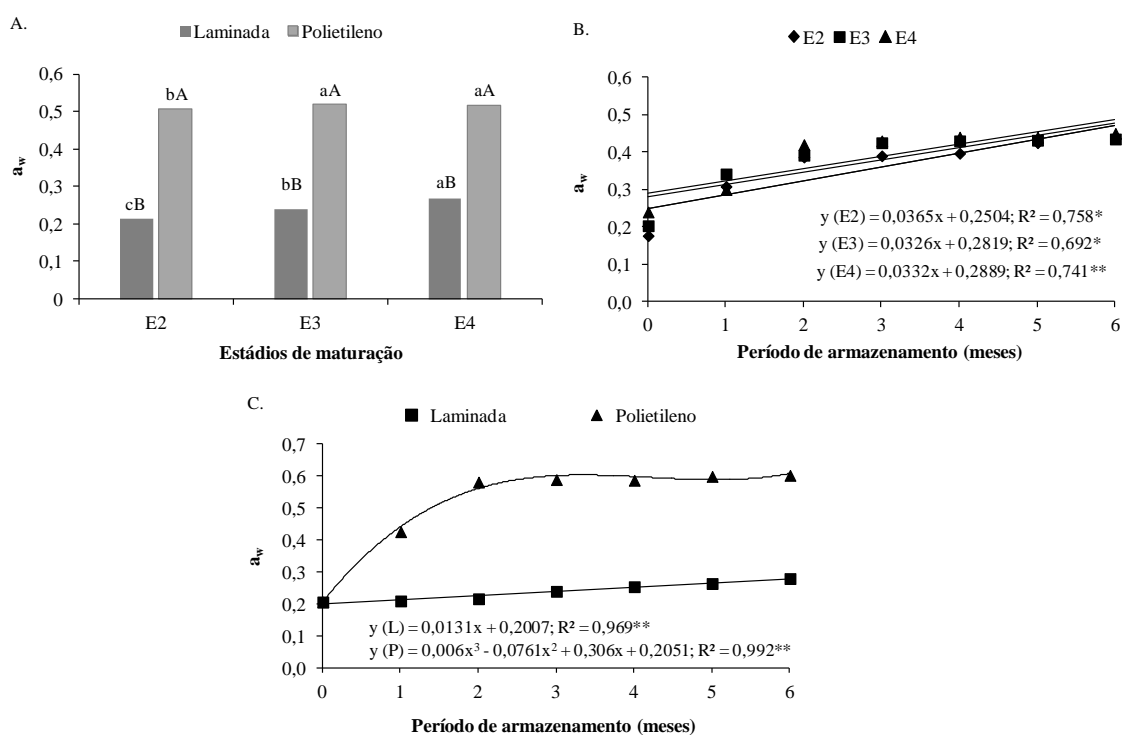 A.
Laminada Polietileno
0,6
0,5
0,4
0,3
0,2
0,1
0
a_w
cB bA bB aA aB aA
E2 E3 E4
Estádios de maturação
B.
E2 E3 E4
0,6
0,5
0,4
0,3
0,2
0,1
0,0
a_w
y (E2) = 0,0365x + 0,2504; R² = 0,758*
y (E3) = 0,0326x + 0,2819; R² = 0,692*
y (E4) = 0,0332x + 0,2889; R² = 0,741**
0 1 2 3 4 5 6
Período de armazenamento (meses)
C.
Laminada Polietileno
0,7
0,6
0,5
0,4
0,3
0,2
0,1
0,0
a_w
y (L) = 0,0131x + 0,2007; R² = 0,969**
y (P) = 0,006x³ - 0,0761x² + 0,306x + 0,2051; R² = 0,992**
0 1 2 3 4 5 6
Período de armazenamento (meses)